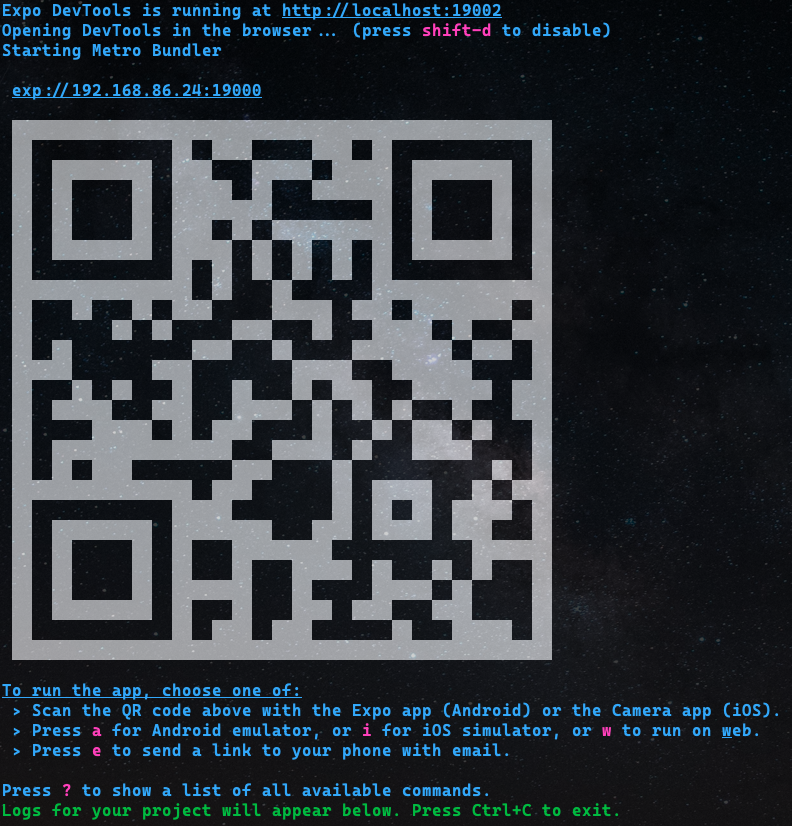 Expo DevTools is running at http://localhost:19002
Opening DevTools in the browser... (press shift-d to disable)
Starting Metro Bundler
exp://192.168.86.24:19000
To run the app, choose one of:
> Scan the QR code above with the Expo app (Android) or the Camera app (iOS).
> Press a for Android emulator, or i for iOS simulator, or w to run on web.
> Press e to send a link to your phone with email.
Press ? to show a list of all available commands.
Logs for your project will appear below. Press Ctrl+C to exit.